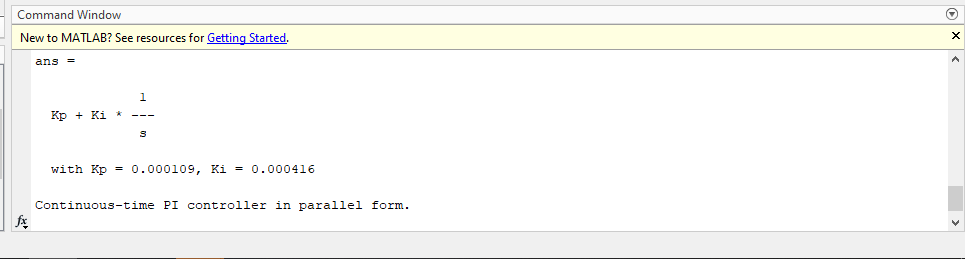 Command Window
New to MATLAB? See resources for Getting Started.
ans =
1
Kp + Ki * ---
s
with Kp = 0.000109, Ki = 0.000416
Continuous-time PI controller in parallel form.
fx